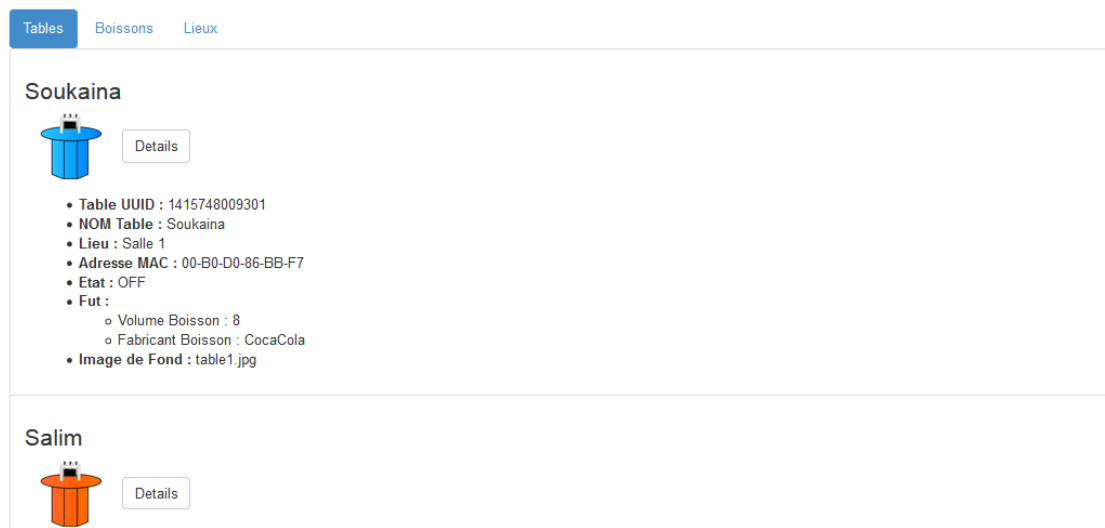 Tables Boissons Lieux
Soukaina
Details
Table UUID : 1415748009301
NOM Table : Soukaina
Lieu : Salle 1
Adresse MAC : 00-B0-D0-86-BB-F7
Etat : OFF
Fut :
Volume Boisson : 8
Fabricant Boisson : CocaCola
Image de Fond : table1.jpg
Salim
Details